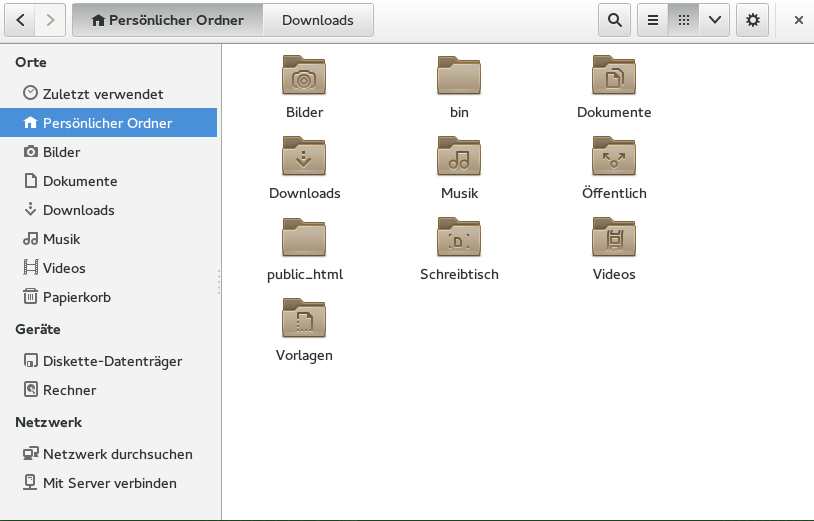 Persönlicher Ordner
Downloads
Orte
Zuletzt verwendet
Persönlicher Ordner
Bilder
Dokumente
Downloads
Musik
Videos
Papierkorb
Geräte
Diskette-Datenträger
Rechner
Netzwerk
Netzwerk durchsuchen
Mit Server verbinden
Bilder
bin
Dokumente
Downloads
Musik
Öffentlich
public_html
Schreibtisch
Videos
Vorlagen